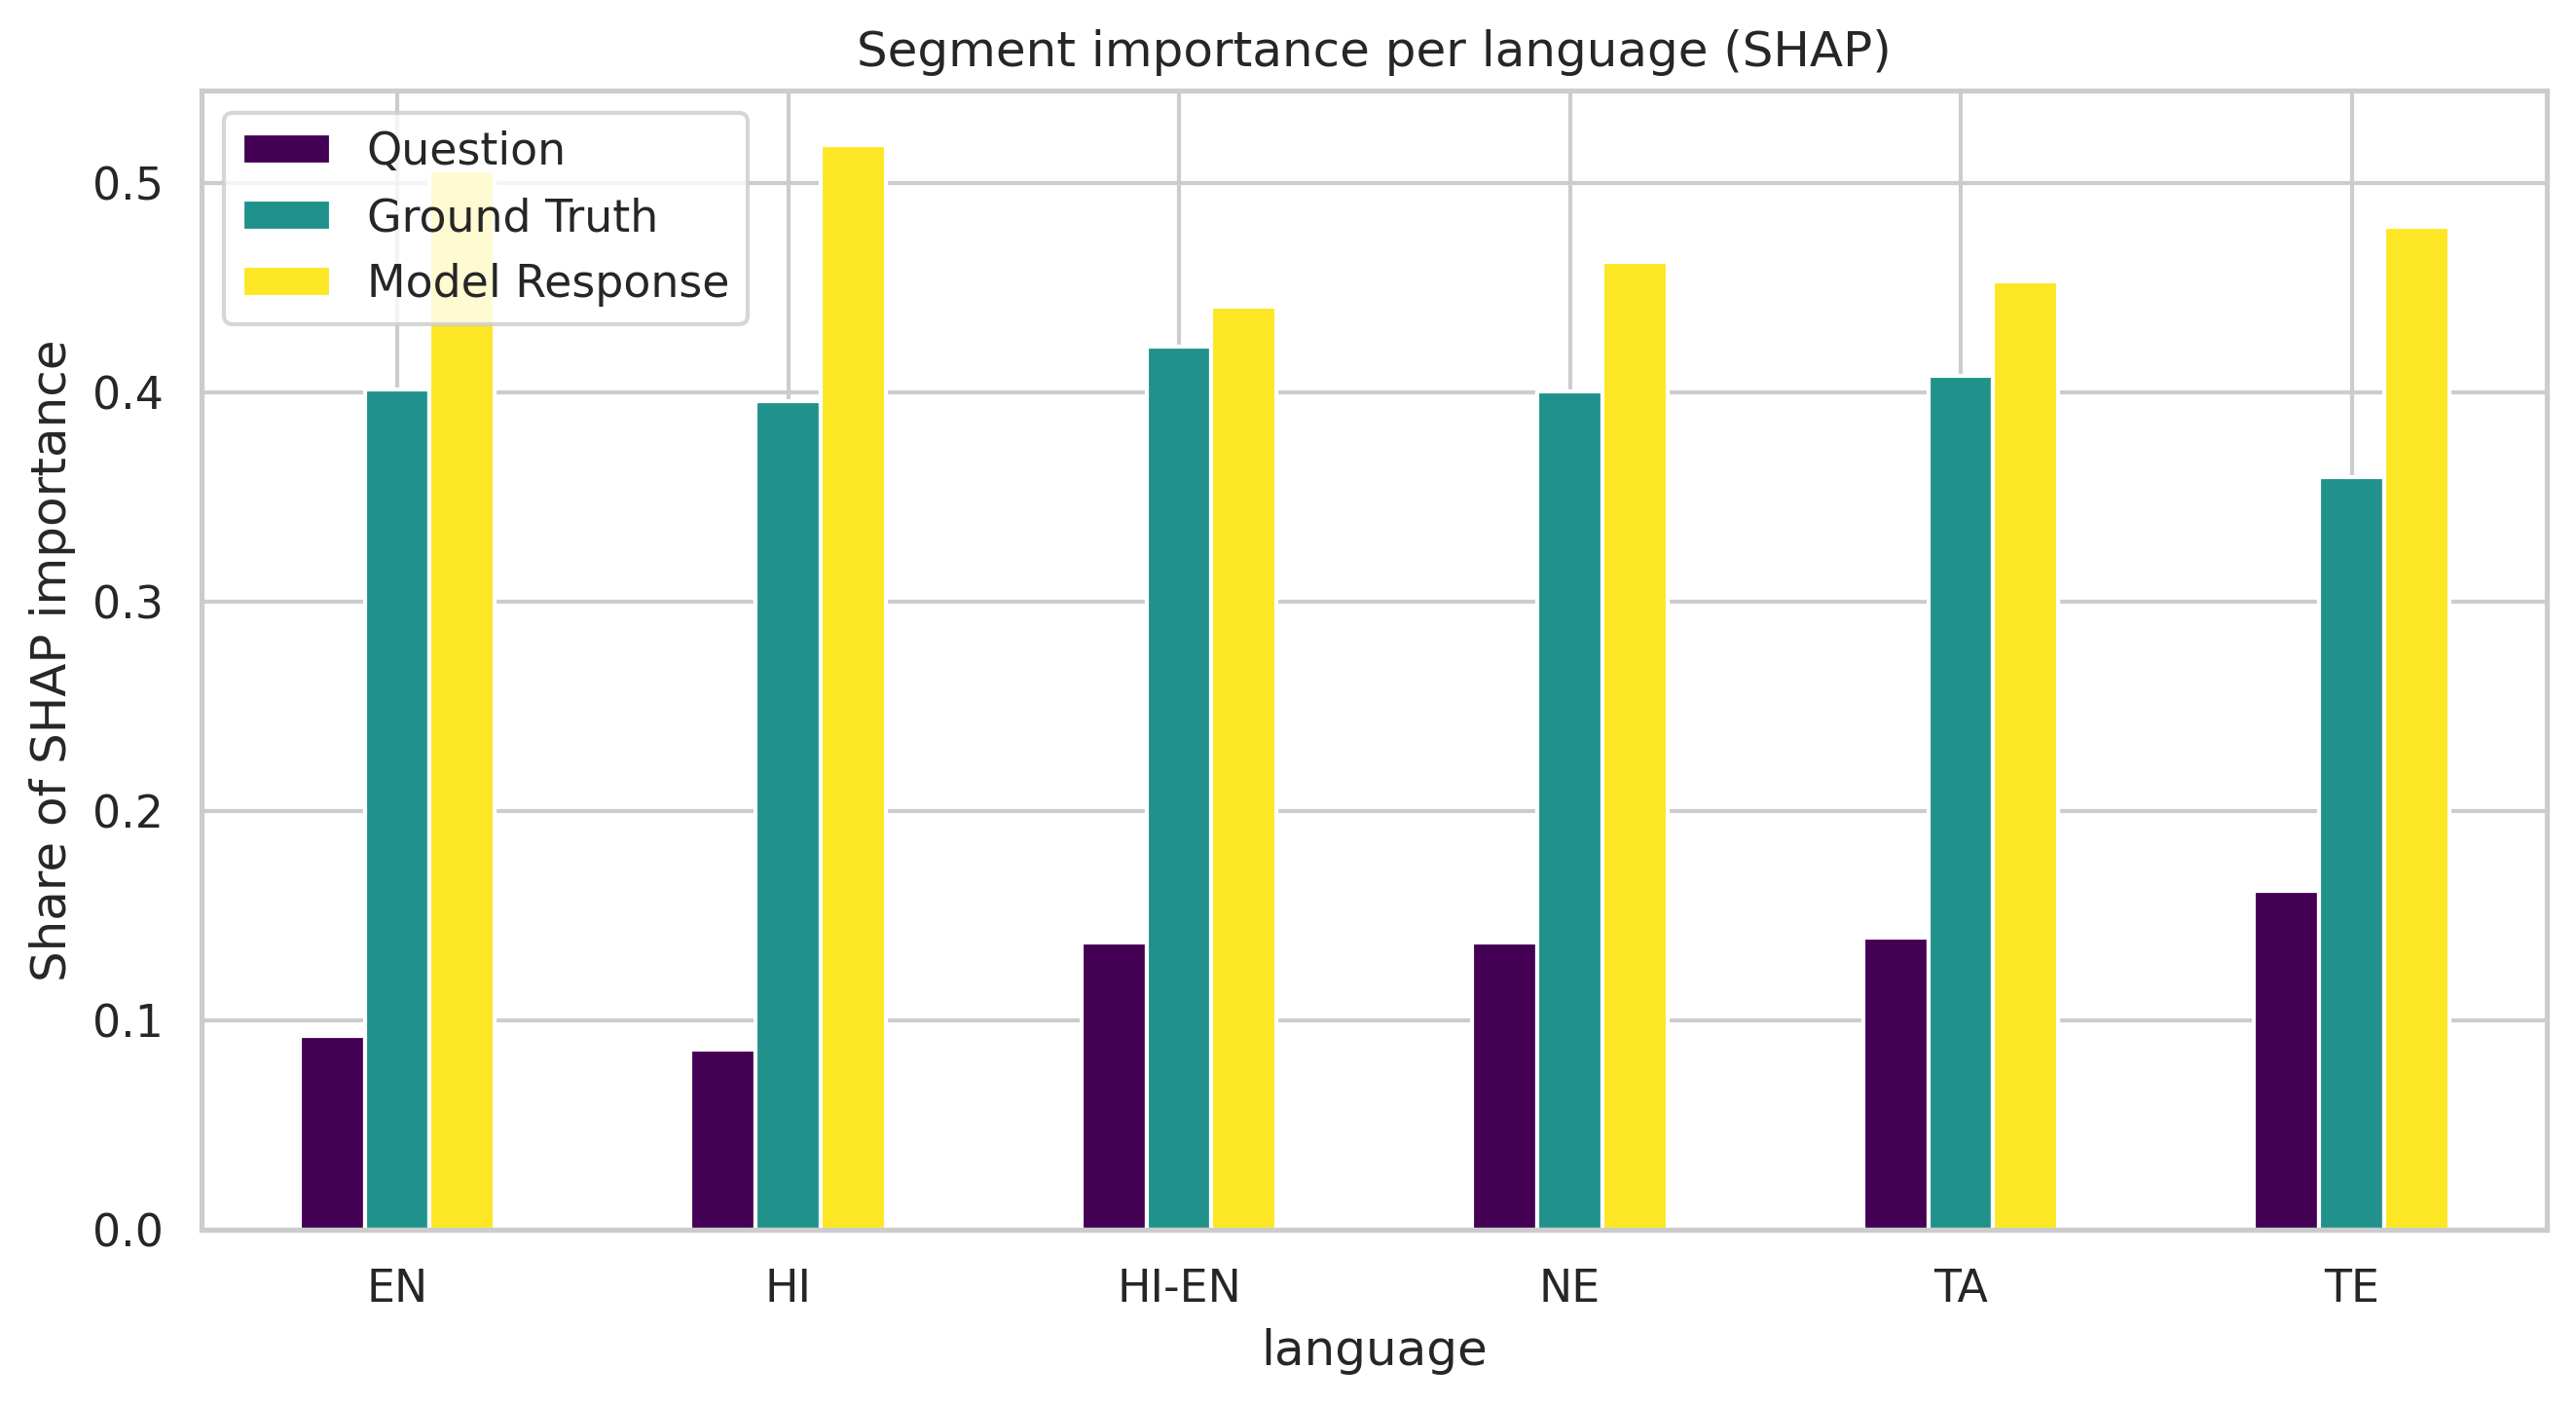 Segment importance per language (SHAP)
Question
Ground Truth
Model Response
Share of SHAP importance
0.5
0.4
0.3
0.2
0.1
0.0
EN HI HI-EN NE TA TE
language